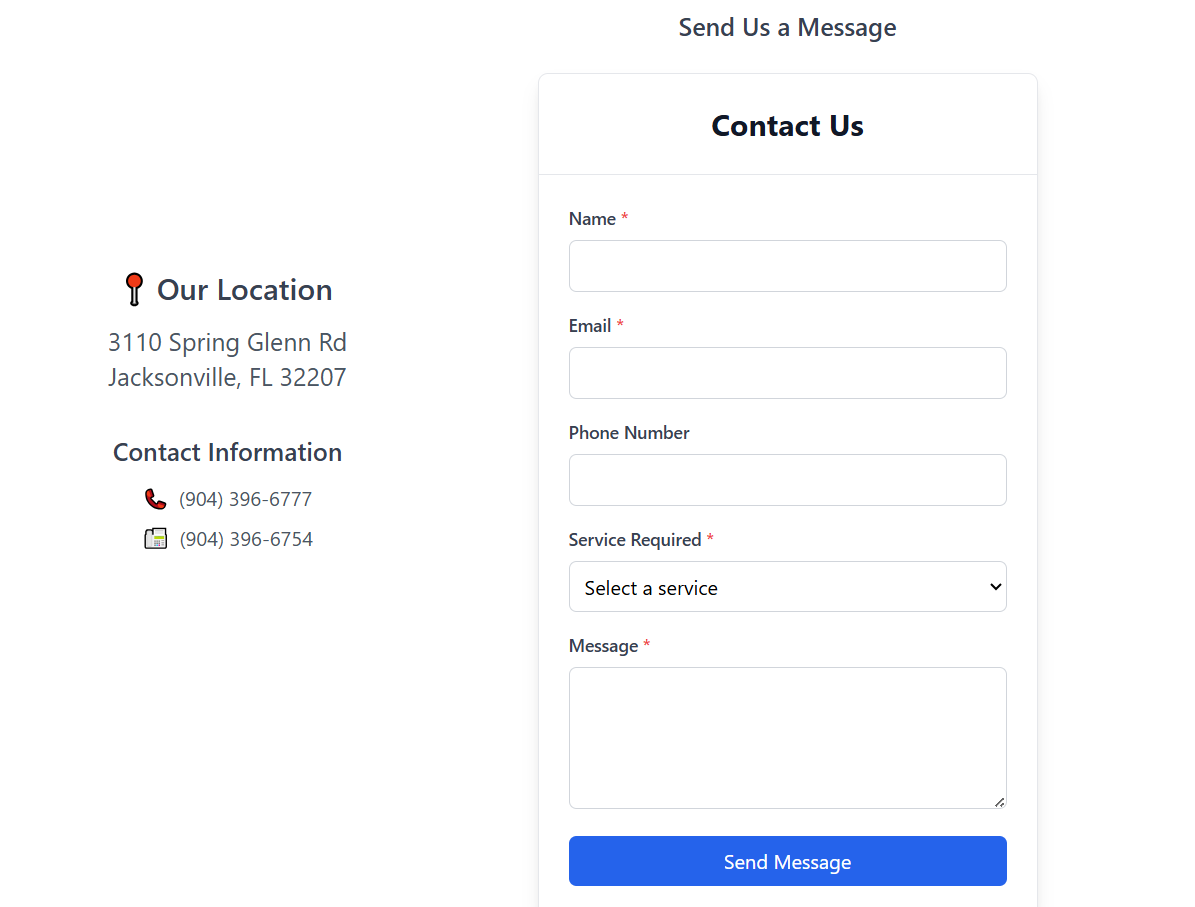 Send Us a Message
Contact Us
Name *
Email *
Phone Number
Service Required *
Select a service
Message *
Send Message
Our Location
3110 Spring Glenn Rd
Jacksonville, FL 32207
Contact Information
(904) 396-6777
(904) 396-6754